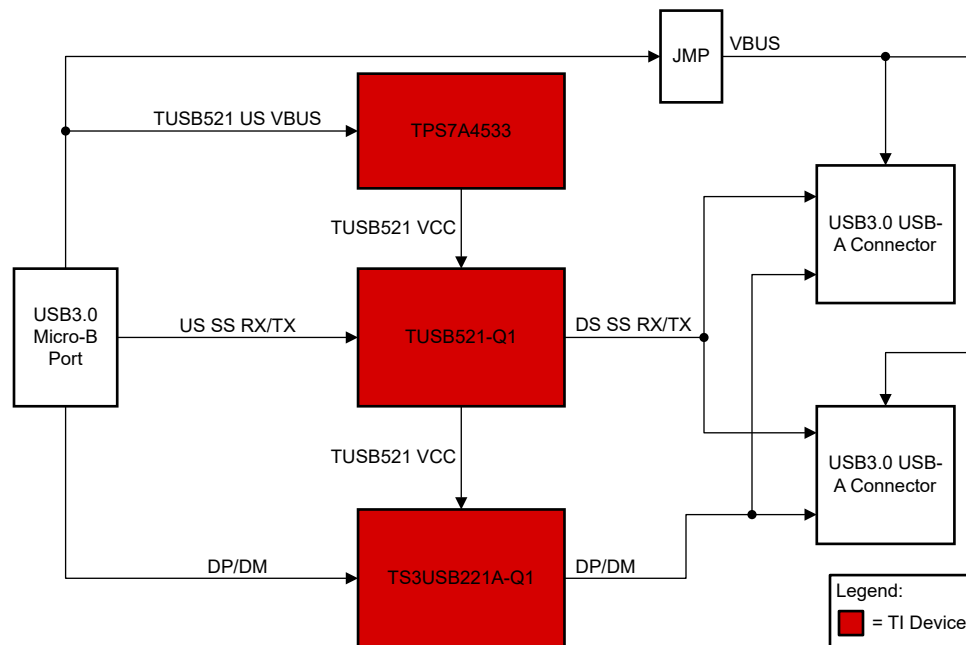 JMP
VBUS
TUSB521 US VBUS
TPS7A4533
TUSB521 VCC
USB3.0 USB-
A Connector
USB3.0
Micro-B
Port
US SS RX/TX
TUSB521-Q1
DS SS RX/TX
TUSB521 VCC
USB3.0 USB-
A Connector
DP/DM
TS3USB221A-Q1
DP/DM
Legend:
= TI Device